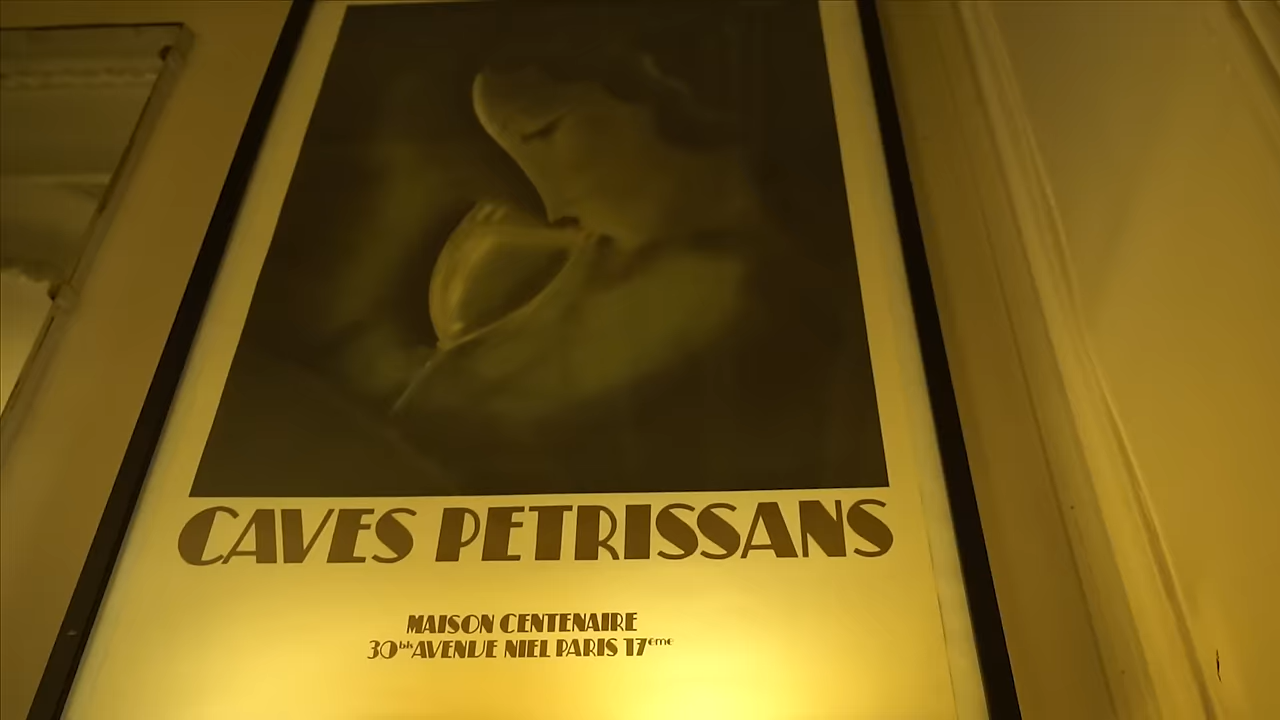 CAVES PETRISSANS
MAISON CENTENAIRE
30bis AVENUE NIEL PARIS 17ème